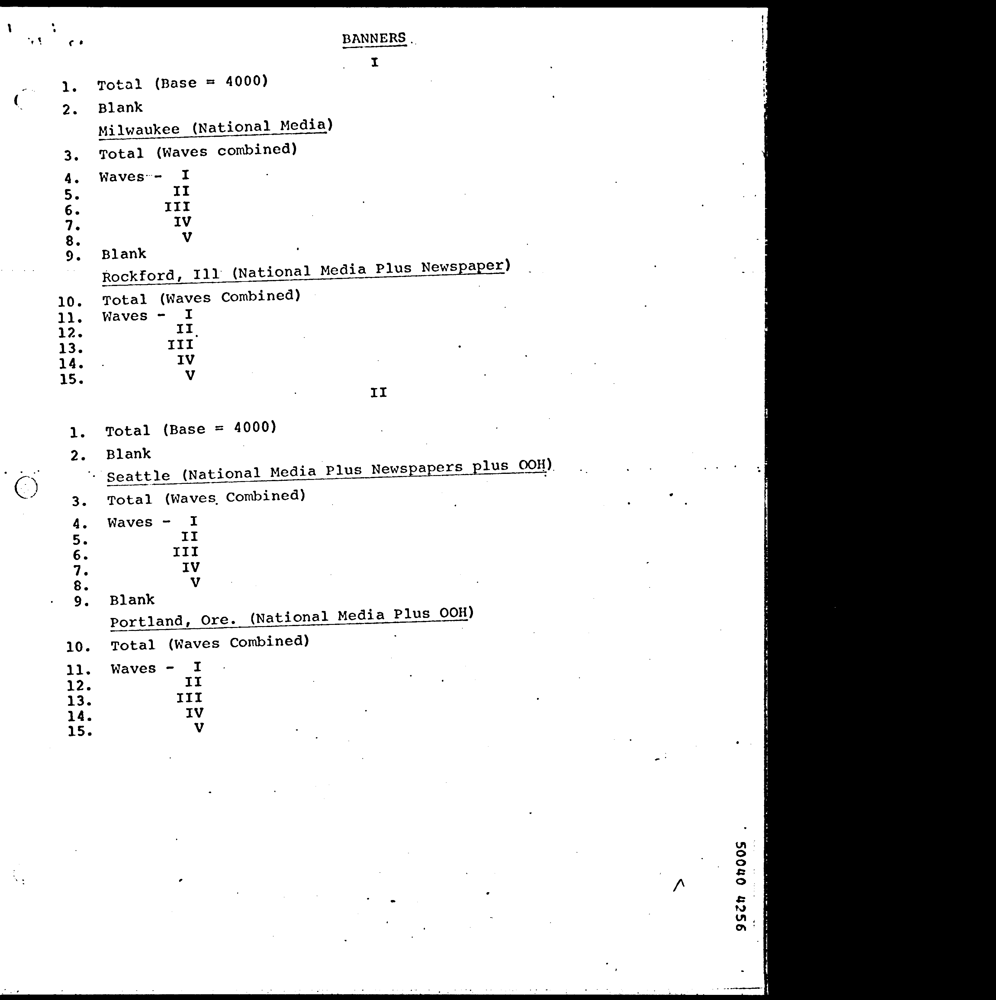 BANNERS
I
1. Total (Base = 4000)
2. Blank
Milwaukee (National Media)
3. Total (Waves combined)
4. Waves - I
5. II
6. III
7. IV
8. V
9. Blank
Rockford, Ill (National Media Plus Newspaper)
10. Total (Waves Combined)
11. Waves - I
12. II
13. III
14. IV
15. V
II
1. Total (Base = 4000)
2. Blank
Seattle (National Media Plus Newspapers plus OOH)
3. Total (Waves Combined)
4. Waves - I
5. II
6. III
7. IV
8. V
9. Blank
Portland, Ore. (National Media Plus OOH)
10. Total (Waves Combined)
11. Waves - I
12. II
13. III
14. IV
15. V
50040 4256